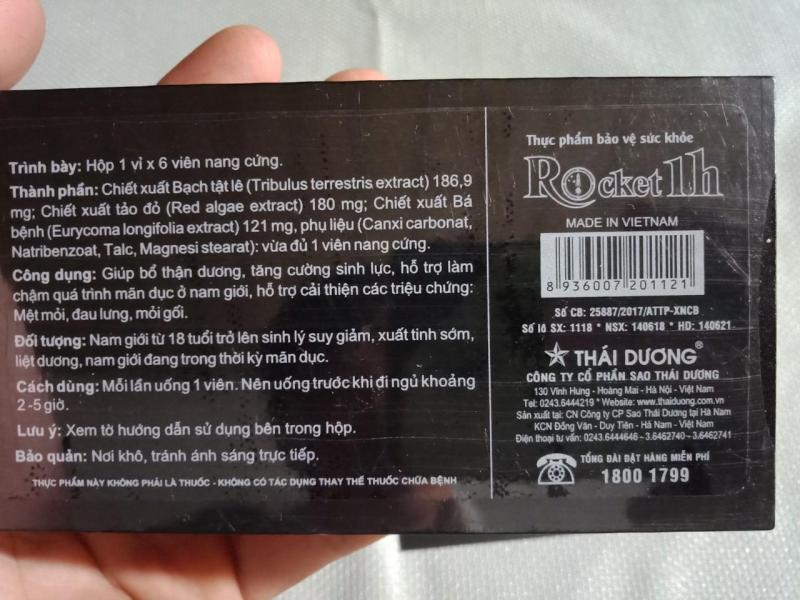 Trình bày: Hộp 1 vỉ x 6 viên nang cứng.
Thành phần: Chiết xuất Bạch tật lê (Tribulus terrestris extract) 186,9
mg; Chiết xuất tảo đỏ (Red algae extract) 180 mg; Chiết xuất Bá
bệnh (Eurycoma longifolia extract) 121 mg, phụ liệu (Canxi carbonat,
Natribenzoat, Talc, Magnesi stearat): vừa đủ 1 viên nang cứng.
Công dụng: Giúp bổ thận dương, tăng cường sinh lực, hỗ trợ làm
chậm quá trình mãn dục ở nam giới, hỗ trợ cải thiện các triệu chứng:
Mệt mỏi, đau lưng, mỏi gối.
Đối tượng: Nam giới từ 18 tuổi trở lên sinh lý suy giảm, xuất tinh sớm,
liệt dương, nam giới đang trong thời kỳ mãn dục.
Cách dùng: Mỗi lần uống 1 viên. Nên uống trước khi đi ngủ khoảng
2-5 giờ.
Lưu ý: Xem tờ hướng dẫn sử dụng bên trong hộp.
Bảo quản: Nơi khô, tránh ánh sáng trực tiếp.
THỰC PHẨM NÀY KHÔNG PHẢI LÀ THUỐC - KHÔNG CÓ TÁC DỤNG THAY THẾ THUỐC CHỮA BỆNH
Thực phẩm bảo vệ sức khỏe
Rocket 1h
MADE IN VIETNAM
8 936007 201121
Số CB: 25887/2017/ATTP-XNCB
Số lô SX: 1118 * NSX: 140618 * HD: 140621
THÁI DƯƠNG®
CÔNG TY CỔ PHẦN SAO THÁI DƯƠNG
130 Vĩnh Hưng - Hoàng Mai - Hà Nội - Việt Nam
Tel: 0243.6444219 * Website: www.thaiduong.com.vn
Sản xuất tại: CN Công ty CP Sao Thái Dương tại Hà Nam
KCN Đồng Văn - Duy Tiên - Hà Nam - Việt Nam
Điện thoại tư vấn: 0243.6444646 - 3.6462740 - 3.6462741
TỔNG ĐÀI ĐẶT HÀNG MIỄN PHÍ
1800 1799